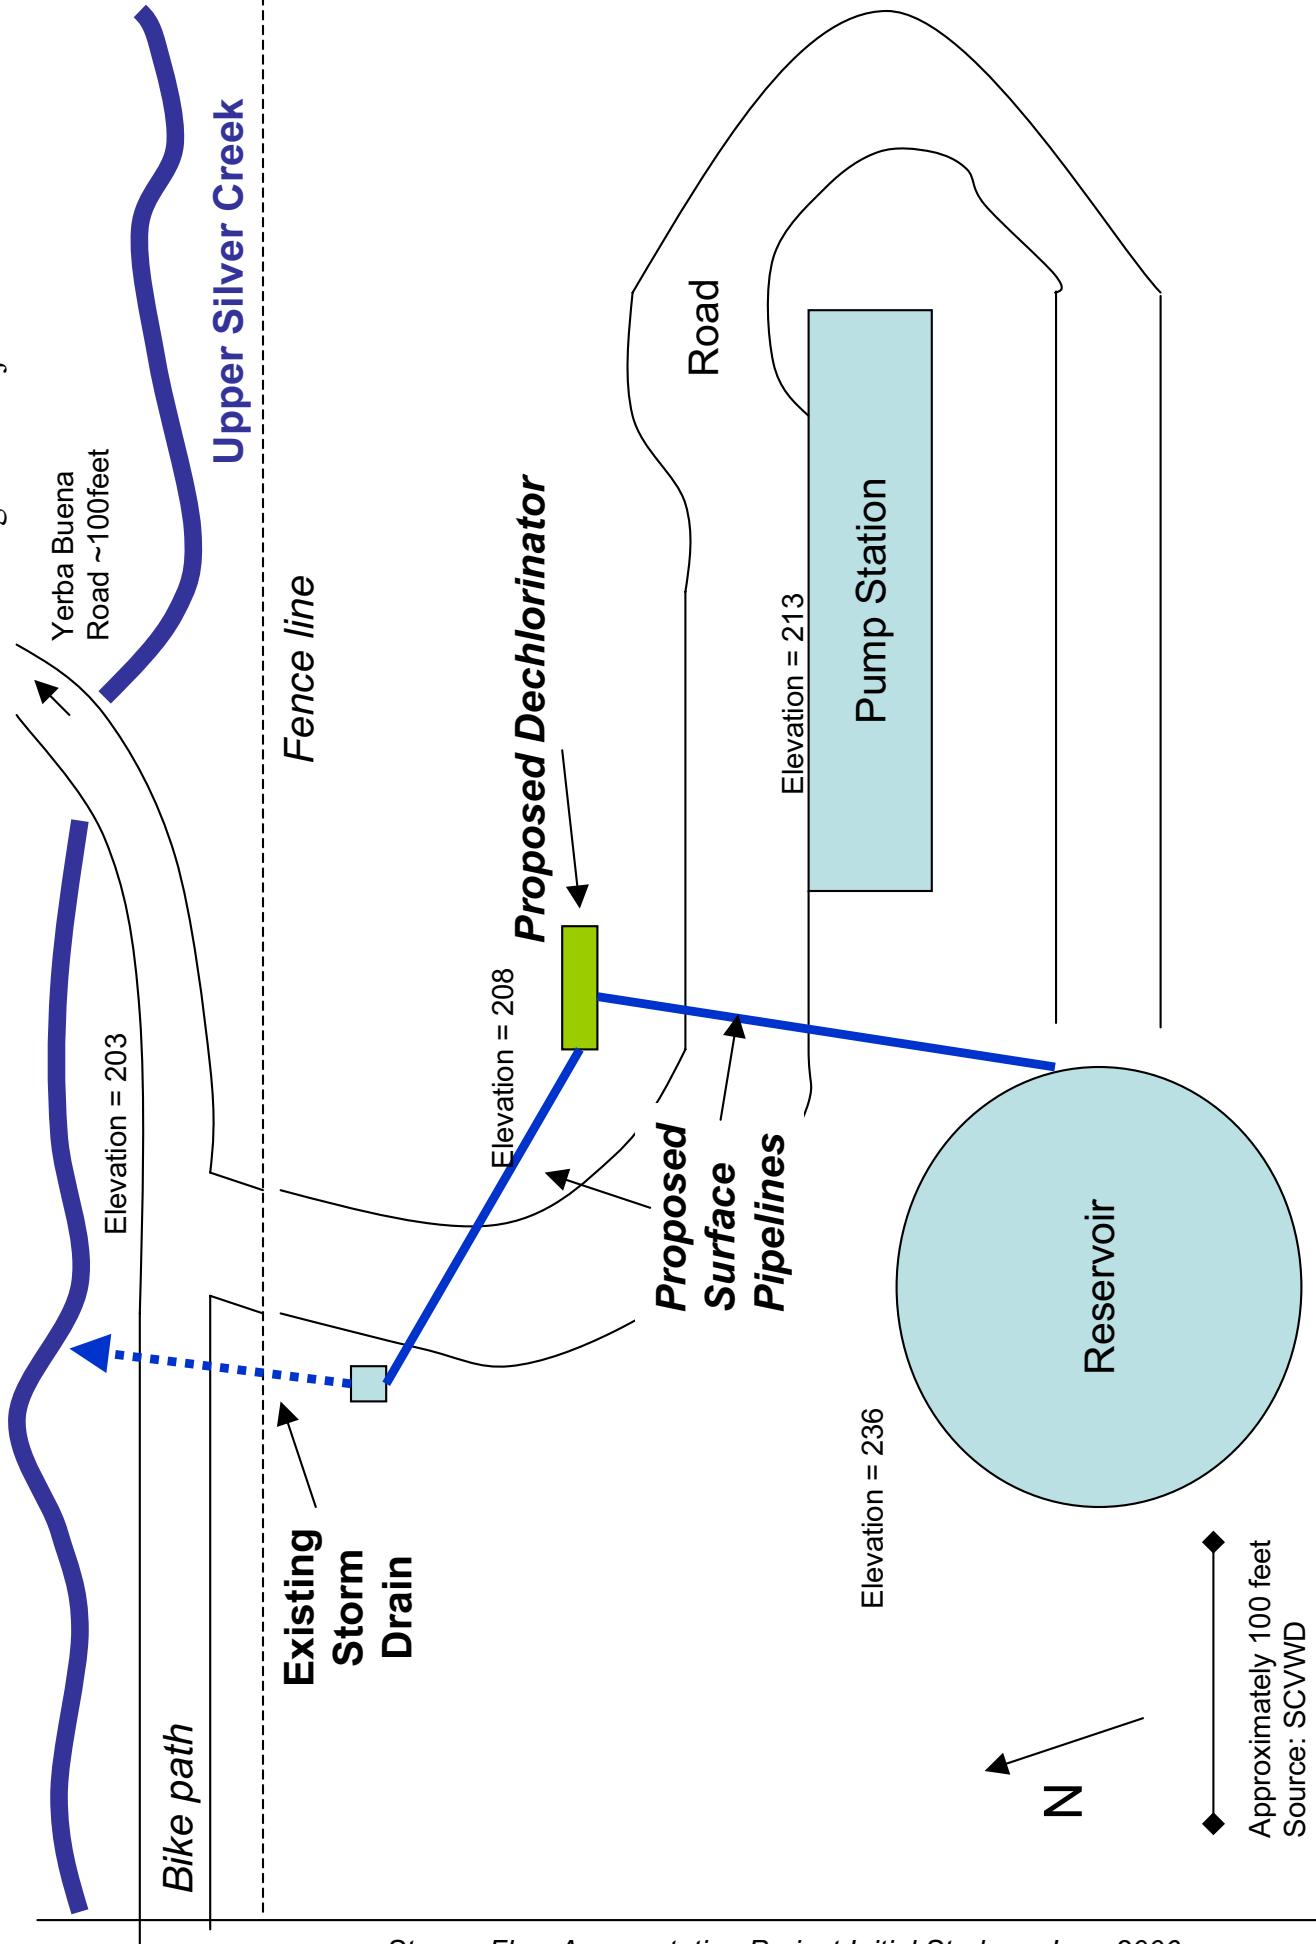 Yerba Buena
Road ~100feet
Upper Silver Creek
Fence line
Elevation = 203
Bike path
Existing
Storm
Drain
Proposed Dechlorinator
Elevation = 208
Road
Proposed
Surface
Pipelines
Elevation = 213
Pump Station
Elevation = 236
Reservoir
N
Approximately 100 feet
Source: SCVWD